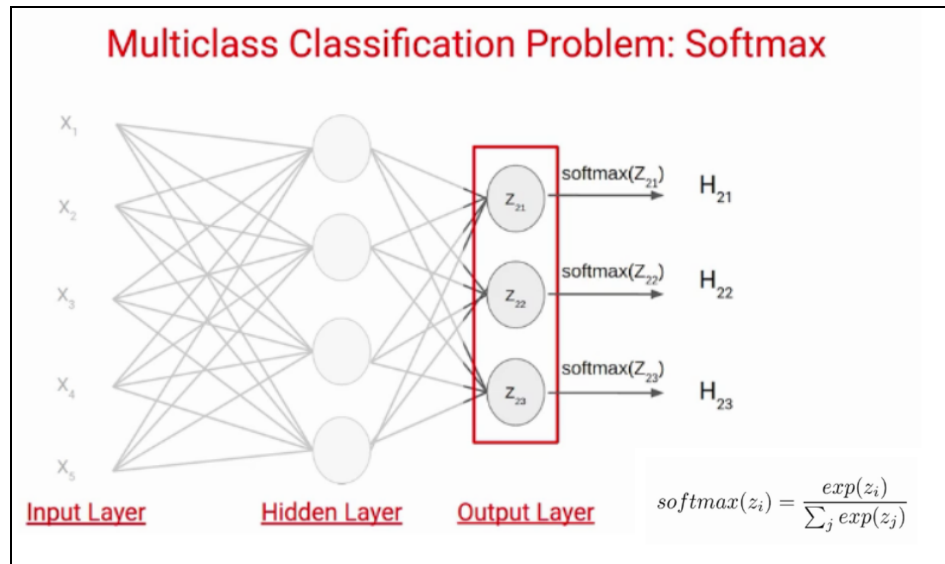 Multiclass Classification Problem: Softmax
X₁
X₂
X₃
X₄
X₅
Z₂₁
Z₂₂
Z₂₃
softmax(Z₂₁)
softmax(Z₂₂)
softmax(Z₂₃)
H₂₁
H₂₂
H₂₃
Input Layer
Hidden Layer
Output Layer
softmax(zᵢ) = exp(zᵢ) / ∑ⱼ exp(zⱼ)